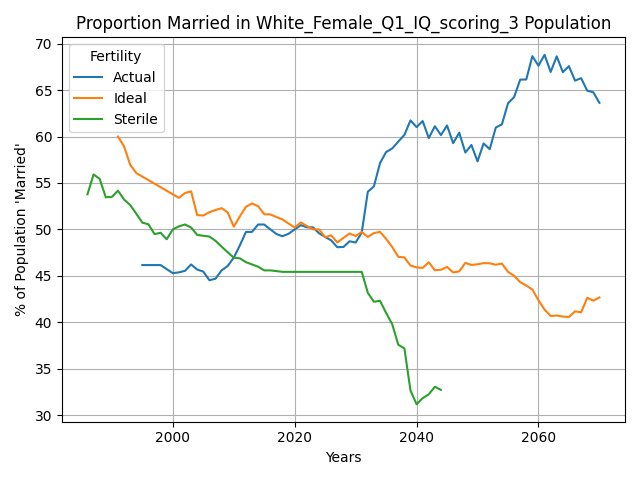 Proportion Married in White_Female_Q1_IQ_scoring_3 Population
% of Population 'Married'
70
65
60
55
50
45
40
35
30
Fertility
Actual
Ideal
Sterile
2000
2020
2040
2060
Years